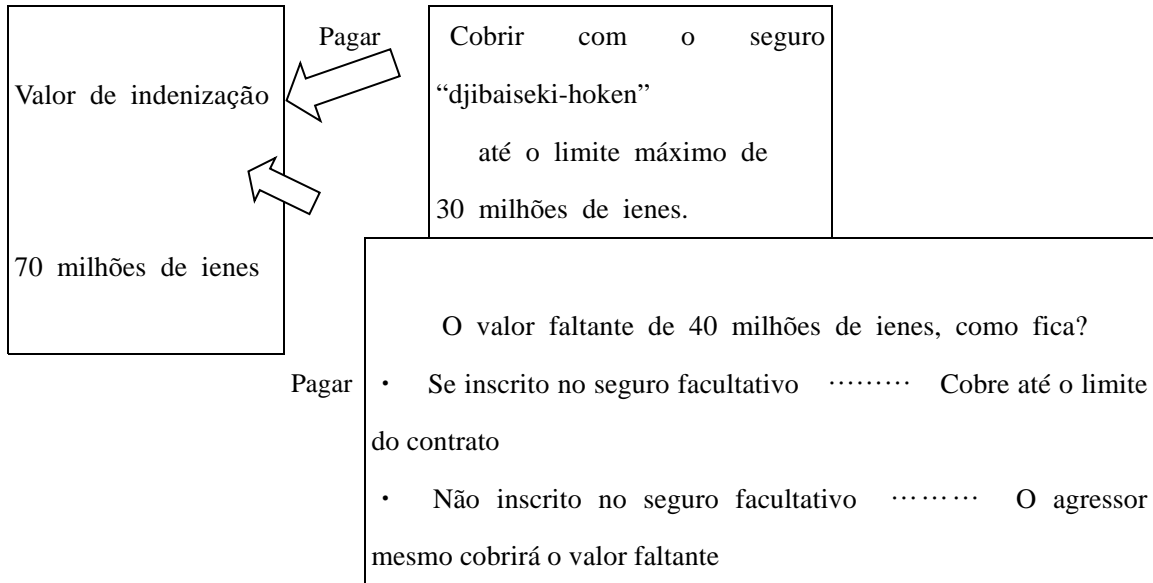 Pagar
Cobrir com o seguro
“djibaiseki-hoken”
até o limite máximo de
30 milhões de ienes.
Valor de indenização
70 milhões de ienes
O valor faltante de 40 milhões de ienes, como fica?
Pagar
・ Se inscrito no seguro facultativo ……… Cobre até o limite
do contrato
・ Não inscrito no seguro facultativo ……… O agressor
mesmo cobrirá o valor faltante